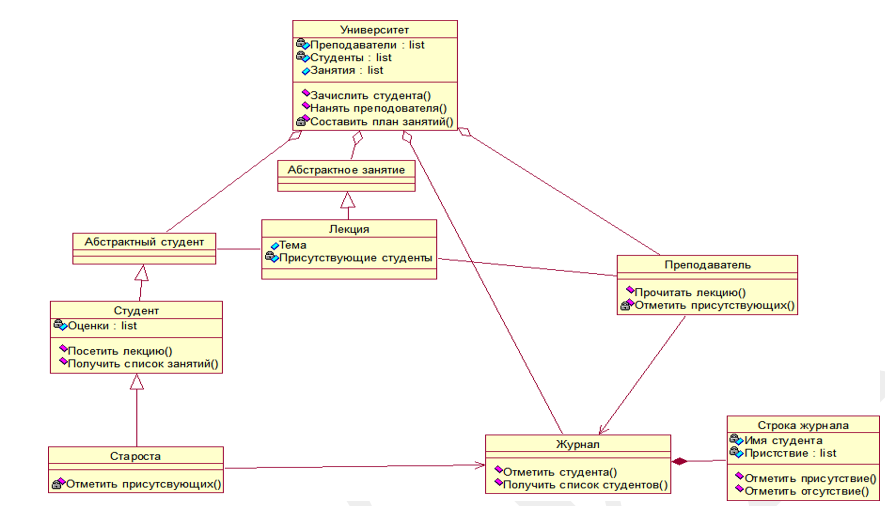 Университет
Преподаватели : list
Студенты : list
Занятия : list
Зачислить студента()
Нанять преподователя()
Составить план занятий()
Абстрактное занятие
Лекция
Тема
Присутствующие студенты
Абстрактный студент
Преподаватель
Прочитать лекцию()
Отметить присутствующих()
Студент
Оценки : list
Посетить лекцию()
Получить список занятий()
Староста
Отметить присутсвующих()
Журнал
Отметить студента()
Получить список студентов()
Строка журнала
Имя студента
Пристствие : list
Отметить присутствие()
Отметить отсутствие()